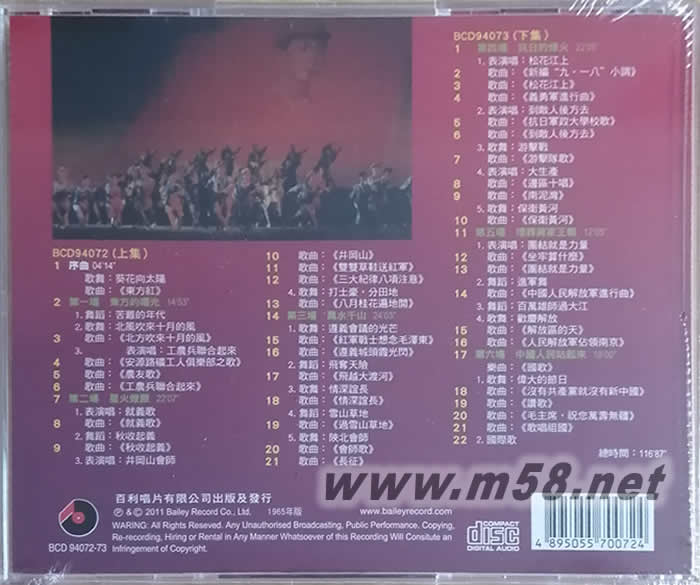 BCD94072 (上集)
1 序曲 04'14"
歌舞：葵花向太陽
歌曲：《東方紅》
2 第一場 東方的曙光 14'53"
1. 舞蹈：苦難的年代
2. 歌舞：北風吹來十月的風
3 歌曲：《北方吹來十月的風》
3. 表演唱：工農兵聯合起來
4 歌曲：《安源路礦工人俱樂部之歌》
5 歌曲：《農友歌》
6 歌曲：《工農兵聯合起來》
7 第二場 星火燎原 22'07"
1. 表演唱：就義歌
8 歌曲：《就義歌》
2. 舞蹈：秋收起義
9 歌曲：《秋收起義》
3. 表演唱：井岡山會師
10 歌曲：《井岡山》
11 歌曲：《雙雙草鞋送紅軍》
12 歌曲：《三大紀律八項注意》
4. 歌舞：打土豪・分田地
13 歌曲：《八月桂花遍地開》
14 第三場 萬水千山 24'03"
1. 歌舞：遵義會議的光芒
15 歌曲：《紅軍戰士想念毛澤東》
16 歌曲：《遵義城頭霞光閃》
2. 舞蹈：飛奪天險
17 歌曲：《飛越大渡河》
3. 歌舞：情深誼長
18 歌曲：《情深誼長》
4. 舞蹈：雪山草地
19 歌曲：《過雪山草地》
5. 歌舞：陝北會師
20 歌曲：《會師歌》
21 歌曲：《長征》
BCD94073 (下集)
1 第四場 抗日的烽火 22'08"
1. 表演唱：松花江上
2 歌曲：《新編“九・一八”小調》
3 歌曲：《松花江上》
4 歌曲：《義勇軍進行曲》
2. 表演唱：到敵人後方去
5 歌曲：《抗日軍政大學校歌》
6 歌曲：《到敵人後方去》
3. 歌舞：游擊戰
7 歌曲：《游擊隊歌》
4. 表演唱：大生產
8 歌曲：《邊區十唱》
9 歌曲：《南泥灣》
5. 歌舞：保衛黃河
10 歌曲：《保衛黃河》
11 第五場 埋葬蔣家王朝 12'05"
1. 表演唱：團結就是力量
12 歌曲：《坐牢算什麼》
13 歌曲：《團結就是力量》
2. 舞蹈：進軍舞
14 歌曲：《中國人民解放軍進行曲》
3. 舞蹈：百萬雄師過大江
4. 歌舞：歡慶解放
15 歌曲：《解放區的天》
16 歌曲：《人民解放軍佔領南京》
17 第六場 中國人民站起來 18'00"
樂曲：《國歌》
1. 歌舞：偉大的節日
18 歌曲：《沒有共產黨就沒有新中國》
19 歌曲：《讚歌》
20 歌曲：《毛主席，祝您萬壽無疆》
21 歌曲：《歌唱祖國》
22 2. 國際歌
總時間：116'87"
www.m58.net
百利唱片有限公司出版及發行
Ⓟ & © 2011 Bailey Record Co., Ltd. 1965年版 www.baileyrecord.com
WARING: All Rights Reserved. Any Unauthorised Broadcasting, Public Performance. Copying,
Re-recording, Hiring or Rental in Any Manner Whatsoever of this Recording Will Consitute an
Infringement of Copyright.
BCD 94072-73
COMPACT
disc
DIGITAL AUDIO
4 895055 700724